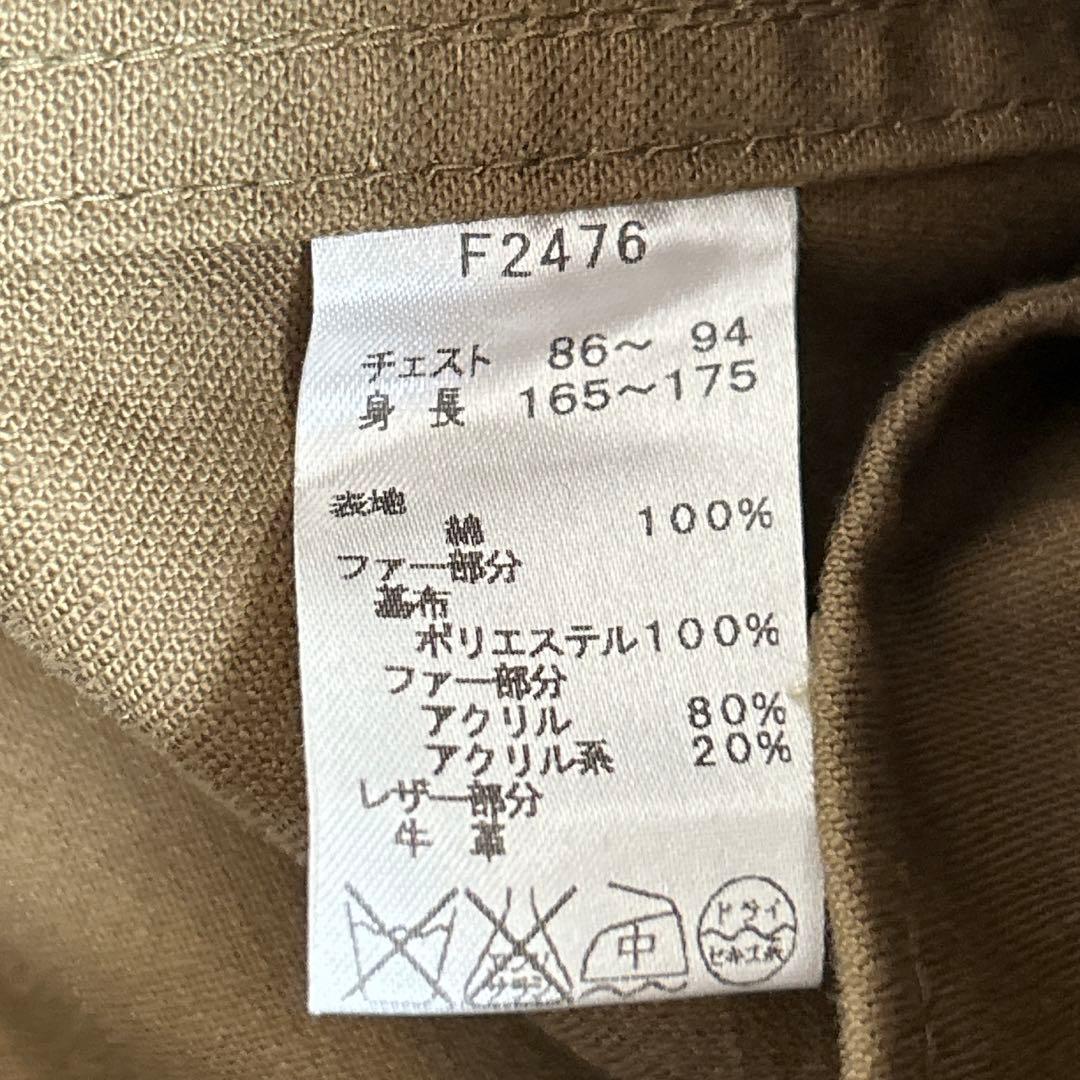 F2476
チェスト 86～ 94
身 長 165～175
表地
綿 100%
ファー部分
基布
ポリエステル100%
ファー部分
アクリル 80%
アクリル系 20%
レザー部分
牛 革
中
ドライ